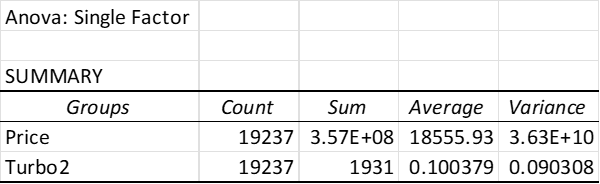 Anova: Single Factor
SUMMARY
Groups Count Sum Average Variance
Price 19237 3.57E+08 18555.93 3.63E+10
Turbo2 19237 1931 0.100379 0.090308